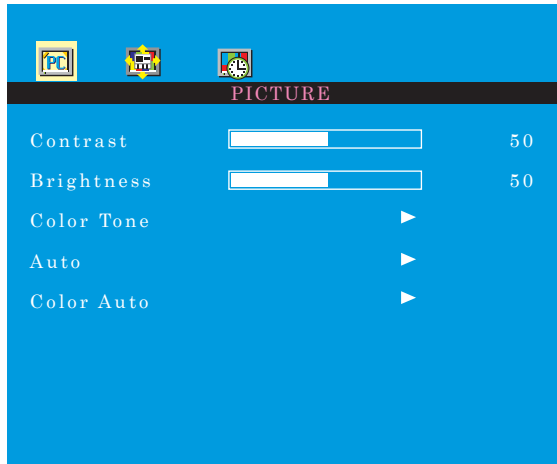 PC
PICTURE
Contrast 50
Brightness 50
Color Tone
Auto
Color Auto